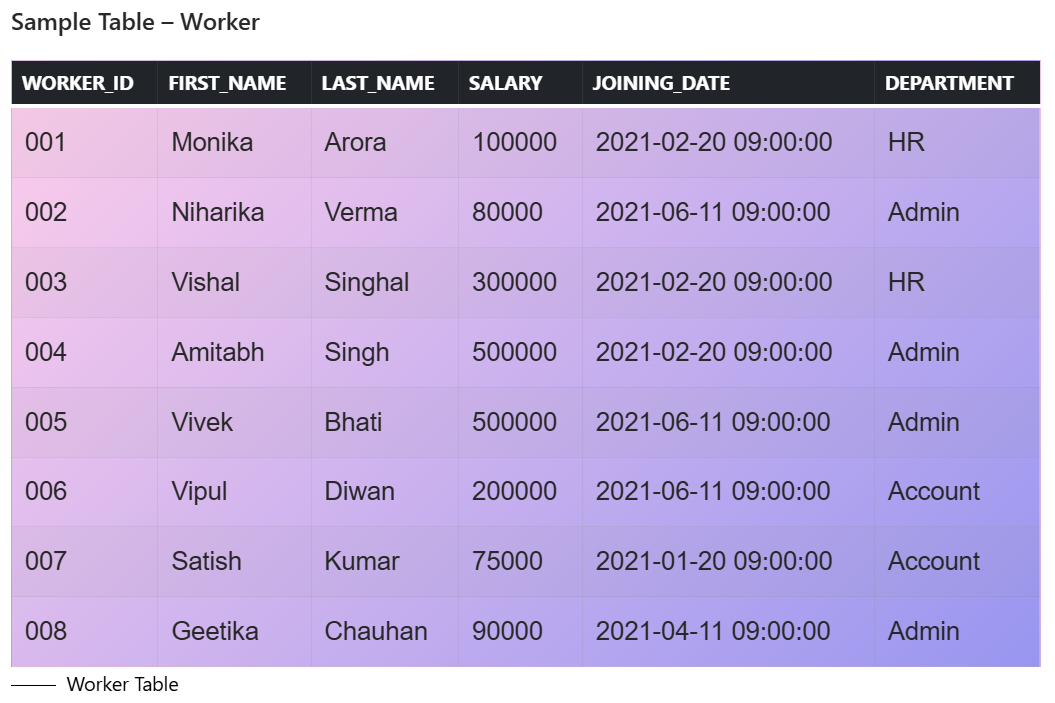 Sample Table – Worker
WORKER_ID FIRST_NAME LAST_NAME SALARY JOINING_DATE DEPARTMENT
001 Monika Arora 100000 2021-02-20 09:00:00 HR
002 Niharika Verma 80000 2021-06-11 09:00:00 Admin
003 Vishal Singhal 300000 2021-02-20 09:00:00 HR
004 Amitabh Singh 500000 2021-02-20 09:00:00 Admin
005 Vivek Bhati 500000 2021-06-11 09:00:00 Admin
006 Vipul Diwan 200000 2021-06-11 09:00:00 Account
007 Satish Kumar 75000 2021-01-20 09:00:00 Account
008 Geetika Chauhan 90000 2021-04-11 09:00:00 Admin
Worker Table